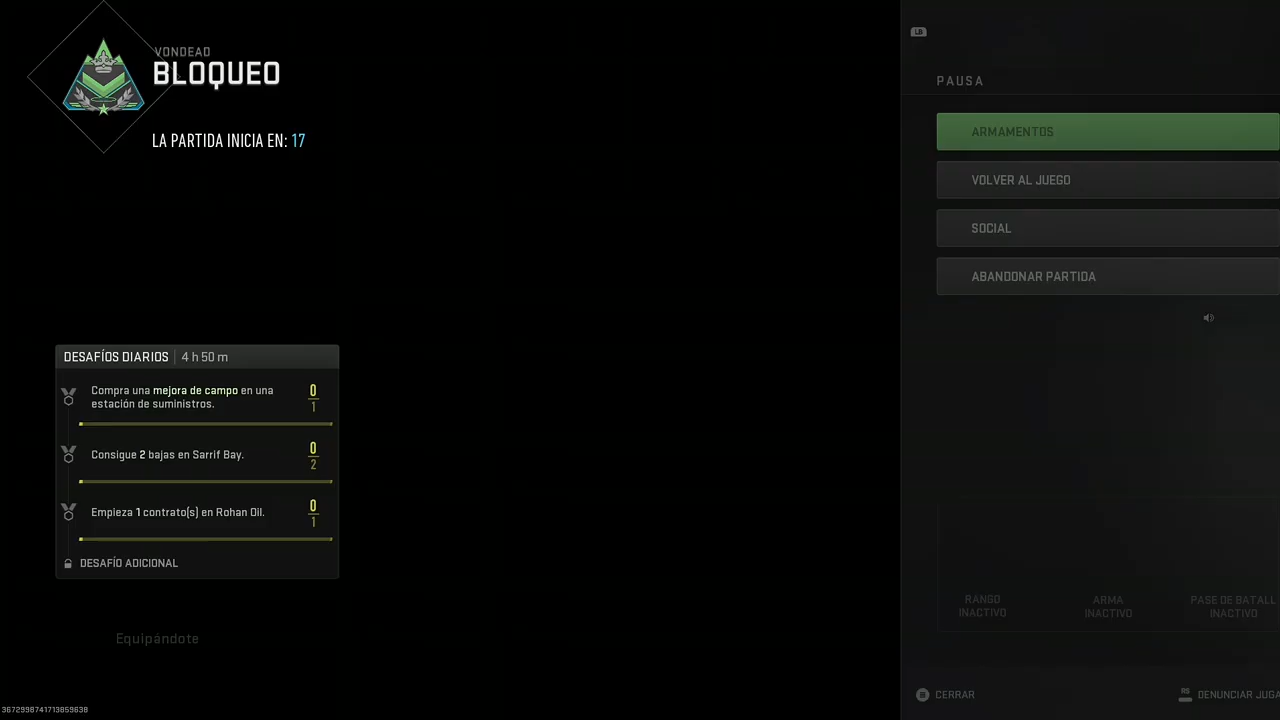 VONDEAD
BLOQUEO
LA PARTIDA INICIA EN: 17
DESAFÍOS DIARIOS | 4 h 50 m
Compra una mejora de campo en una
estación de suministros.
0
1
Consigue 2 bajas en Sarrif Bay.
0
2
Empieza 1 contrato(s) en Rohan Oil.
0
1
DESAFÍO ADICIONAL
Equipándote
3672998741713859638
LB
PAUSA
ARMAMENTOS
VOLVER AL JUEGO
SOCIAL
ABANDONAR PARTIDA
RANGO
INACTIVO
ARMA
INACTIVO
PASE DE BATALL
INACTIVO
CERRAR
RS
DENUNCIAR JUGA